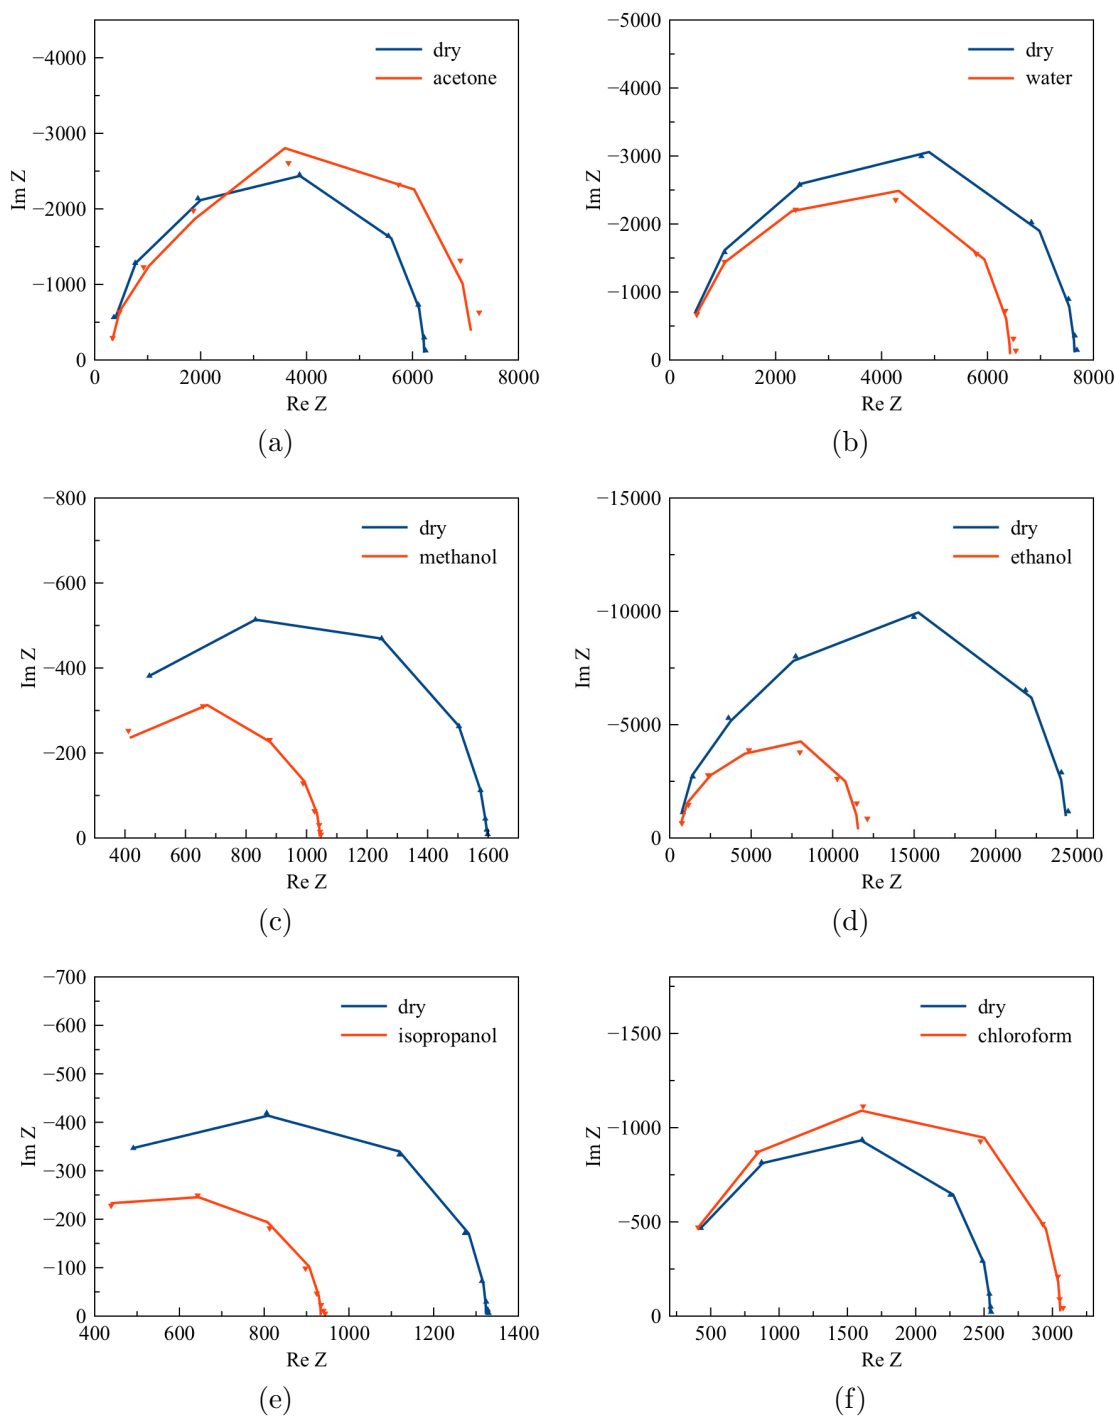 −4000
−3000
−2000
−1000
0
0 2000 4000 6000 8000
Im Z
Re Z
dry
acetone
(a)
−5000
−4000
−3000
−2000
−1000
0
0 2000 4000 6000 8000
Im Z
Re Z
dry
water
(b)
−800
−600
−400
−200
0
400 600 800 1000 1200 1400 1600
Im Z
Re Z
dry
methanol
(c)
−15000
−10000
−5000
0
0 5000 10000 15000 20000 25000
Im Z
Re Z
dry
ethanol
(d)
−700
−600
−500
−400
−300
−200
−100
0
400 600 800 1000 1200 1400
Im Z
Re Z
dry
isopropanol
(e)
−1500
−1000
−500
0
500 1000 1500 2000 2500 3000
Im Z
Re Z
dry
chloroform
(f)